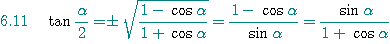 6.11 tan α/2 = ± √((1 − cos α)/(1 + cos α)) = (1 − cos α)/(sin α) = (sin α)/(1 + cos α)